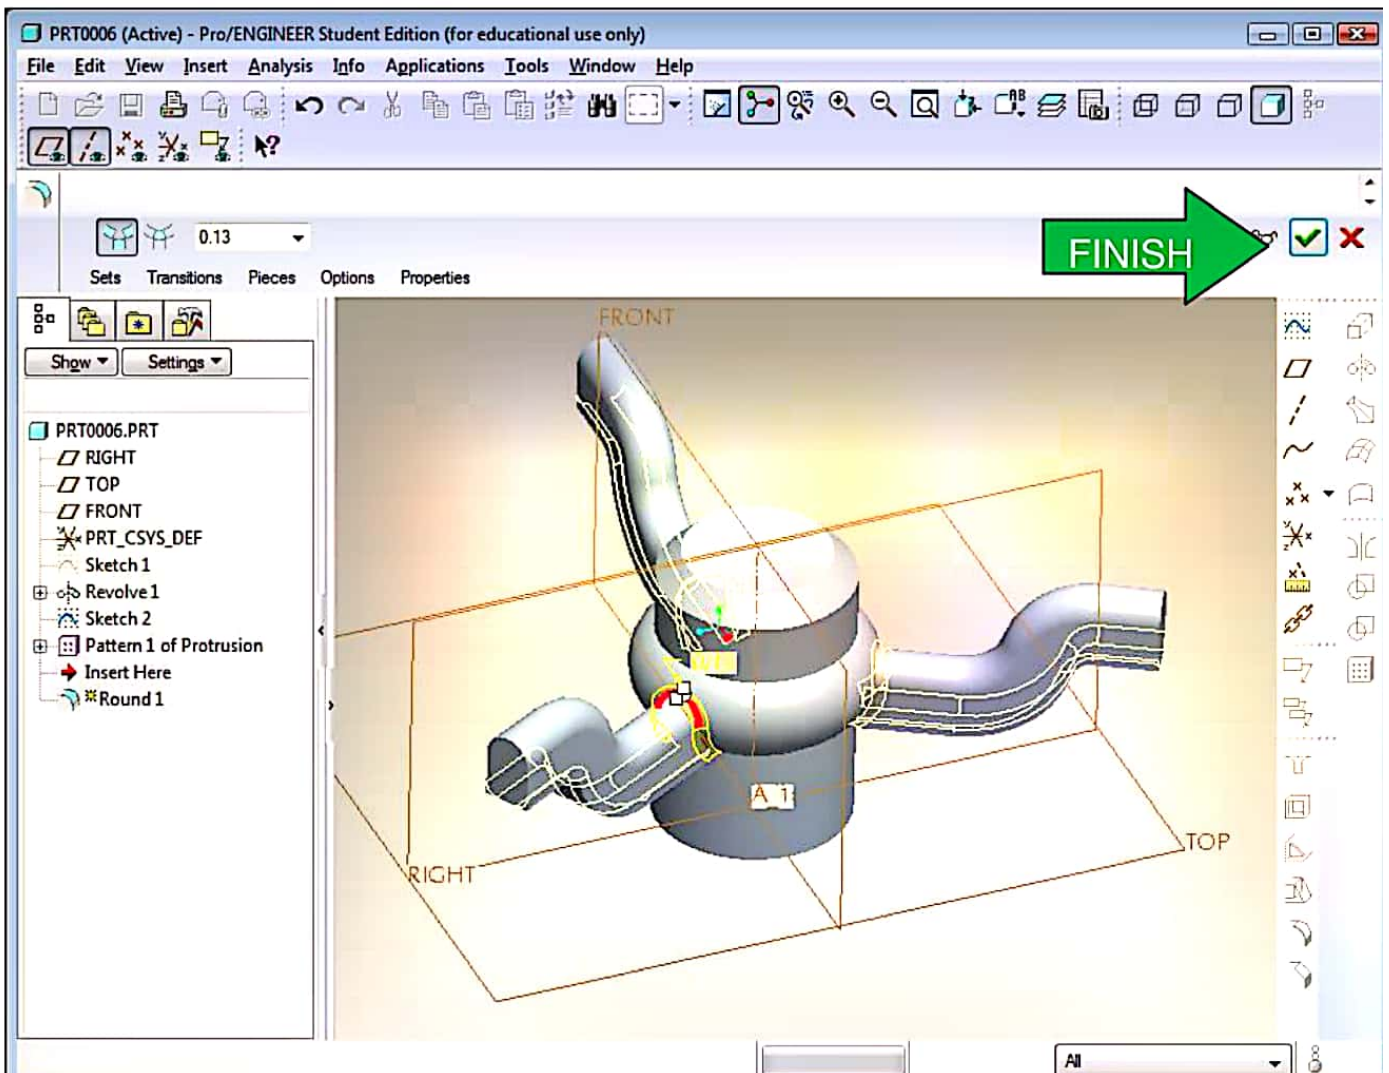 PRT0006 (Active) - Pro/ENGINEER Student Edition (for educational use only)
File Edit View Insert Analysis Info Applications Tools Window Help
0.13
FINISH
Sets Transitions Pieces Options Properties
Show Settings
PRT0006.PRT
RIGHT
TOP
FRONT
PRT_CSYS_DEF
Sketch 1
Revolve 1
Sketch 2
Pattern 1 of Protrusion
Insert Here
Round 1
FRONT
A_1
TOP
RIGHT
All